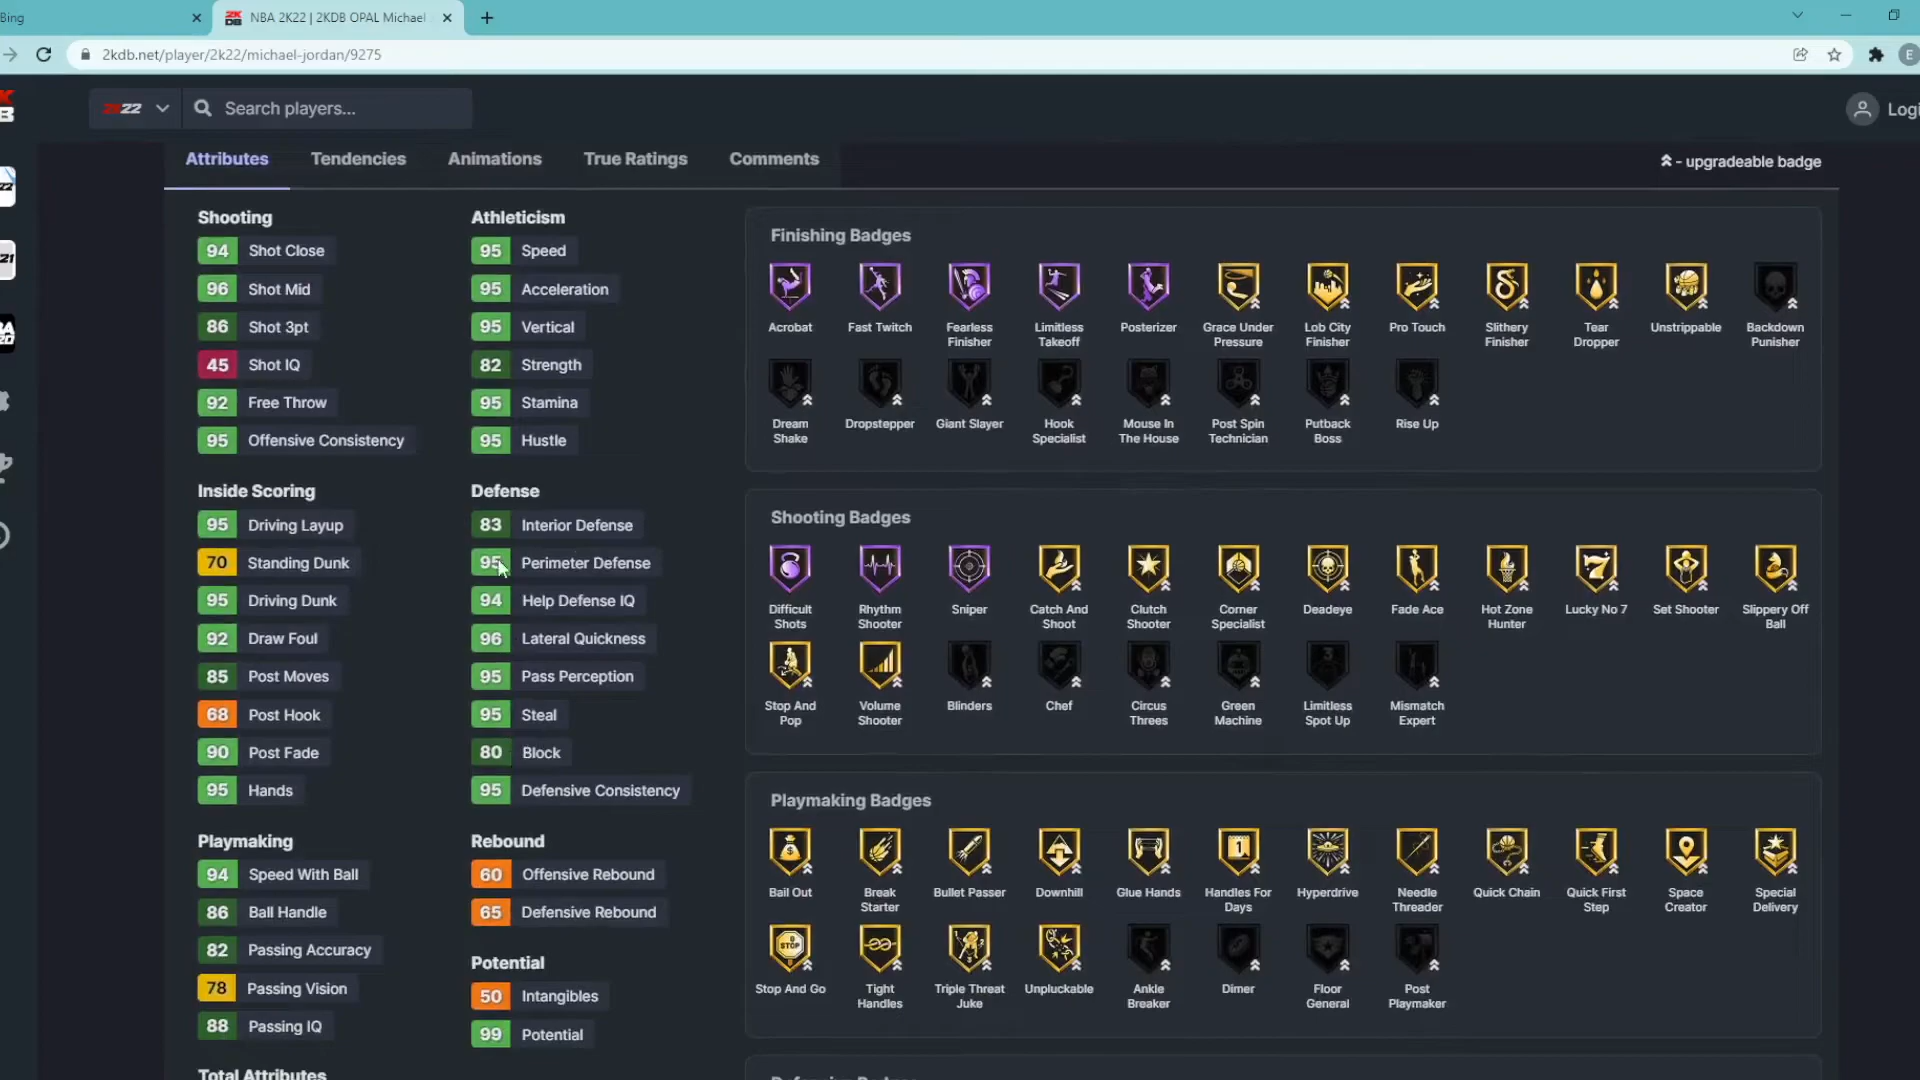 Bing
NBA 2K22 | 2KDB OPAL Michael
2kdb.net/player/2k22/michael-jordan/9275
E
2K22
Search players...
Logi
Attributes
Tendencies
Animations
True Ratings
Comments
- upgradeable badge
Shooting
94 Shot Close
96 Shot Mid
86 Shot 3pt
45 Shot IQ
92 Free Throw
95 Offensive Consistency
Inside Scoring
95 Driving Layup
70 Standing Dunk
95 Driving Dunk
92 Draw Foul
85 Post Moves
68 Post Hook
90 Post Fade
95 Hands
Playmaking
94 Speed With Ball
86 Ball Handle
82 Passing Accuracy
78 Passing Vision
88 Passing IQ
Total Attributes
Athleticism
95 Speed
95 Acceleration
95 Vertical
82 Strength
95 Stamina
95 Hustle
Defense
83 Interior Defense
95 Perimeter Defense
94 Help Defense IQ
96 Lateral Quickness
95 Pass Perception
95 Steal
80 Block
95 Defensive Consistency
Rebound
60 Offensive Rebound
65 Defensive Rebound
Potential
50 Intangibles
99 Potential
Finishing Badges
Acrobat
Fast Twitch
Fearless
Finisher
Limitless
Takeoff
Posterizer
Grace Under
Pressure
Lob City
Finisher
Pro Touch
Slithery
Finisher
Tear
Dropper
Unstrippable
Backdown
Punisher
Dream
Shake
Dropstepper
Giant Slayer
Hook
Specialist
Mouse In
The House
Post Spin
Technician
Putback
Boss
Rise Up
Shooting Badges
Difficult
Shots
Rhythm
Shooter
Sniper
Catch And
Shoot
Clutch
Shooter
Corner
Specialist
Deadeye
Fade Ace
Hot Zone
Hunter
Lucky No 7
Set Shooter
Slippery Off
Ball
Stop And
Pop
Volume
Shooter
Blinders
Chef
Circus
Threes
Green
Machine
Limitless
Spot Up
Mismatch
Expert
Playmaking Badges
Bail Out
Break
Starter
Bullet Passer
Downhill
Glue Hands
Handles For
Days
Hyperdrive
Needle
Threader
Quick Chain
Quick First
Step
Space
Creator
Special
Delivery
Stop And Go
Tight
Handles
Triple Threat
Juke
Unpluckable
Ankle
Breaker
Dimer
Floor
General
Post
Playmaker